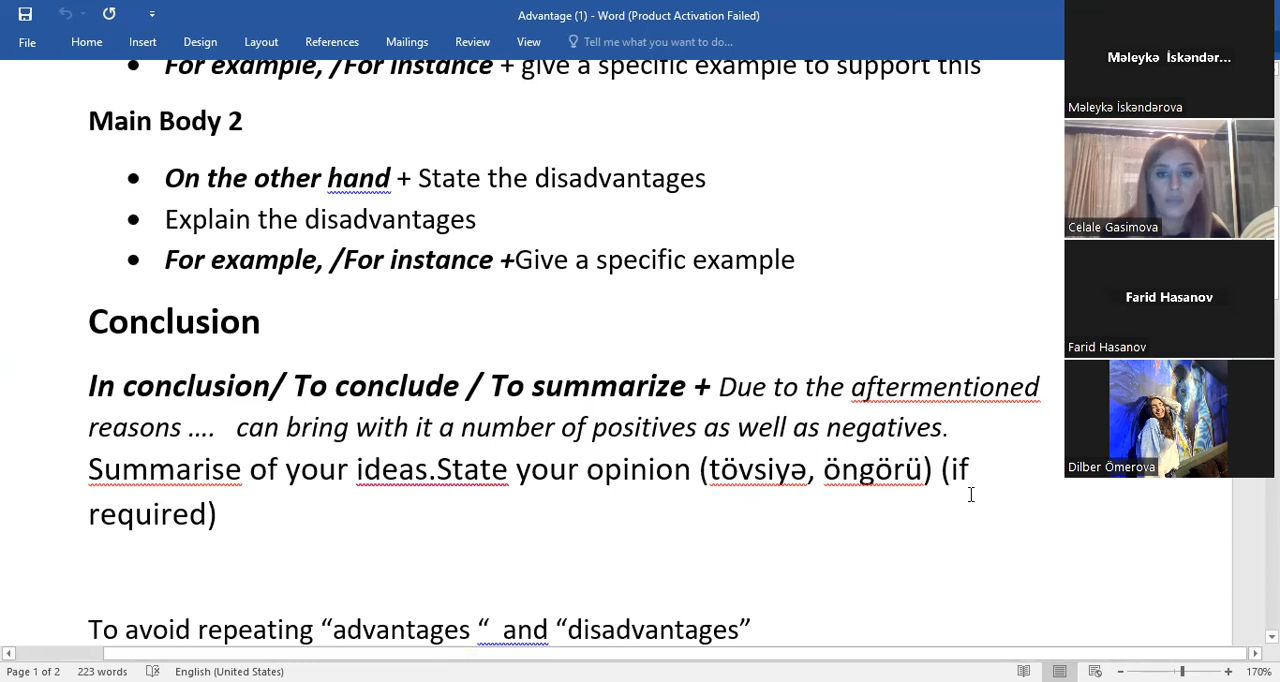 Advantage (1) - Word (Product Activation Failed)
File Home Insert Design Layout References Mailings Review View Tell me what you want to do...
For example, /For instance + give a specific example to support this
Main Body 2
On the other hand + State the disadvantages
Explain the disadvantages
For example, /For instance +Give a specific example
Conclusion
In conclusion/ To conclude / To summarize + Due to the aftermentioned
reasons .... can bring with it a number of positives as well as negatives.
Summarise of your ideas.State your opinion (tövsiyə, öngörü) (if
required)
To avoid repeating “advantages “ and “disadvantages”
Page 1 of 2 223 words English (United States) 170%
Məleykə İskəndər...
Məleykə İskəndərova
Celale Gasimova
Farid Hasanov
Farid Hasanov
Dilber Ömerova